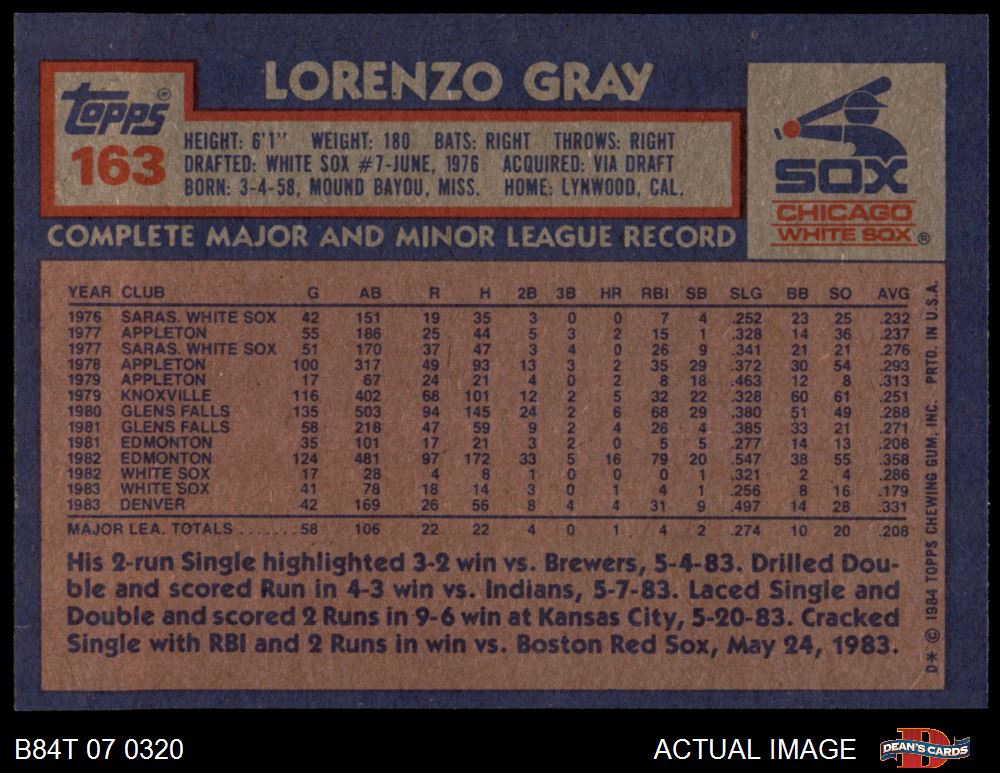 LORENZO GRAY
TOPPS ®
163
HEIGHT: 6'1" WEIGHT: 180 BATS: RIGHT THROWS: RIGHT
DRAFTED: WHITE SOX #7-JUNE, 1976 ACQUIRED: VIA DRAFT
BORN: 3-4-58, MOUND BAYOU, MISS. HOME: LYNWOOD, CAL.
SOX
CHICAGO
WHITE SOX ®
COMPLETE MAJOR AND MINOR LEAGUE RECORD
YEAR CLUB G AB R H 2B 3B HR RBI SB SLG BB SO AVG
1976 SARAS. WHITE SOX 42 151 19 35 3 0 0 7 4 .252 23 25 .232
1977 APPLETON 55 186 25 44 5 3 2 15 1 .328 14 36 .237
1977 SARAS. WHITE SOX 51 170 37 47 3 4 0 26 9 .341 21 21 .276
1978 APPLETON 100 317 49 93 13 3 2 35 29 .372 30 54 .293
1979 APPLETON 17 67 24 21 4 0 2 8 18 .463 12 8 .313
1979 KNOXVILLE 116 402 68 101 12 2 5 32 22 .328 60 61 .251
1980 GLENS FALLS 135 503 94 145 24 2 6 68 29 .380 51 49 .288
1981 GLENS FALLS 58 218 47 59 9 2 4 26 4 .385 33 21 .271
1981 EDMONTON 35 101 17 21 3 2 0 5 5 .277 14 13 .208
1982 EDMONTON 124 481 97 172 33 5 16 79 20 .547 38 55 .358
1982 WHITE SOX 17 28 4 8 1 0 0 0 1 .321 2 4 .286
1983 WHITE SOX 41 78 18 14 3 0 1 4 1 .256 8 16 .179
1983 DENVER 42 169 26 56 8 4 4 31 9 .497 14 28 .331
MAJOR LEA. TOTALS ....... 58 106 22 22 4 0 1 4 2 .274 10 20 .208
His 2-run Single highlighted 3-2 win vs. Brewers, 5-4-83. Drilled Dou-
ble and scored Run in 4-3 win vs. Indians, 5-7-83. Laced Single and
Double and scored 2 Runs in 9-6 win at Kansas City, 5-20-83. Cracked
Single with RBI and 2 Runs in win vs. Boston Red Sox, May 24, 1983.
D* © 1984 TOPPS CHEWING GUM, INC. PRTD. IN U.S.A.
B84T 07 0320
ACTUAL IMAGE
DEAN'S CARDS